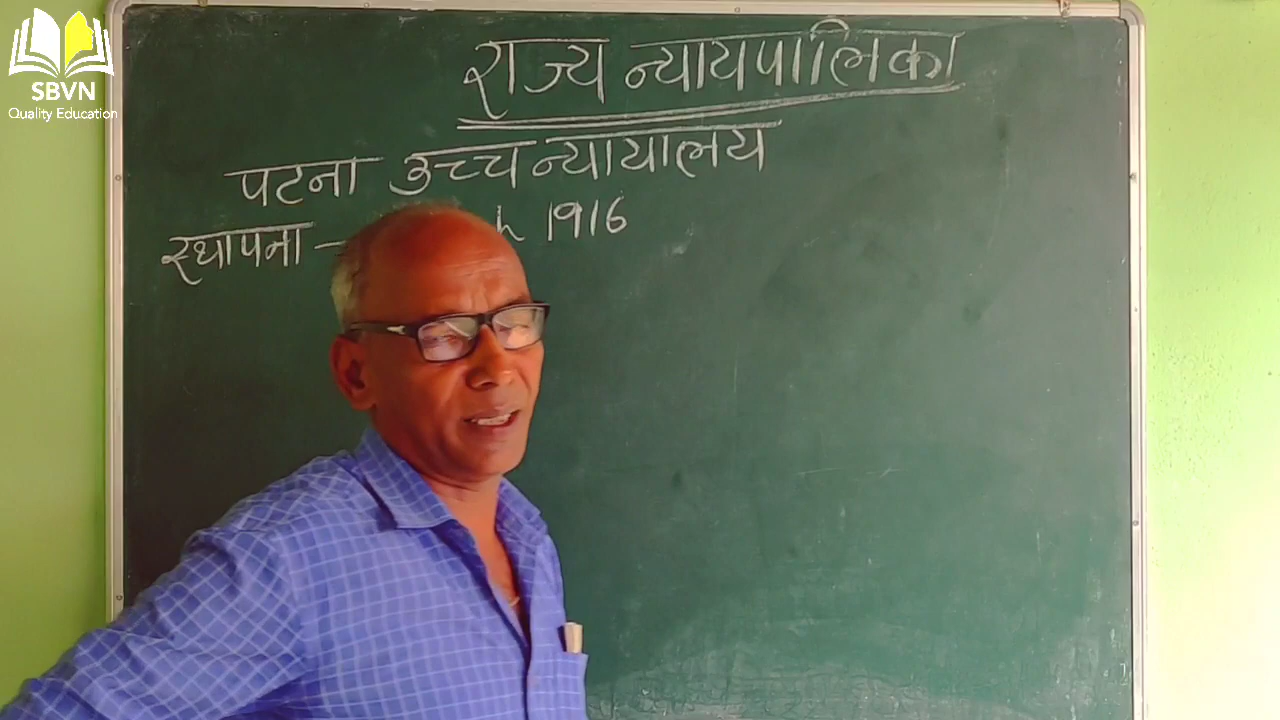 SBVN
Quality Education
राज्य न्यायपालिका
पटना उच्च न्यायालय
स्थापना – 1916